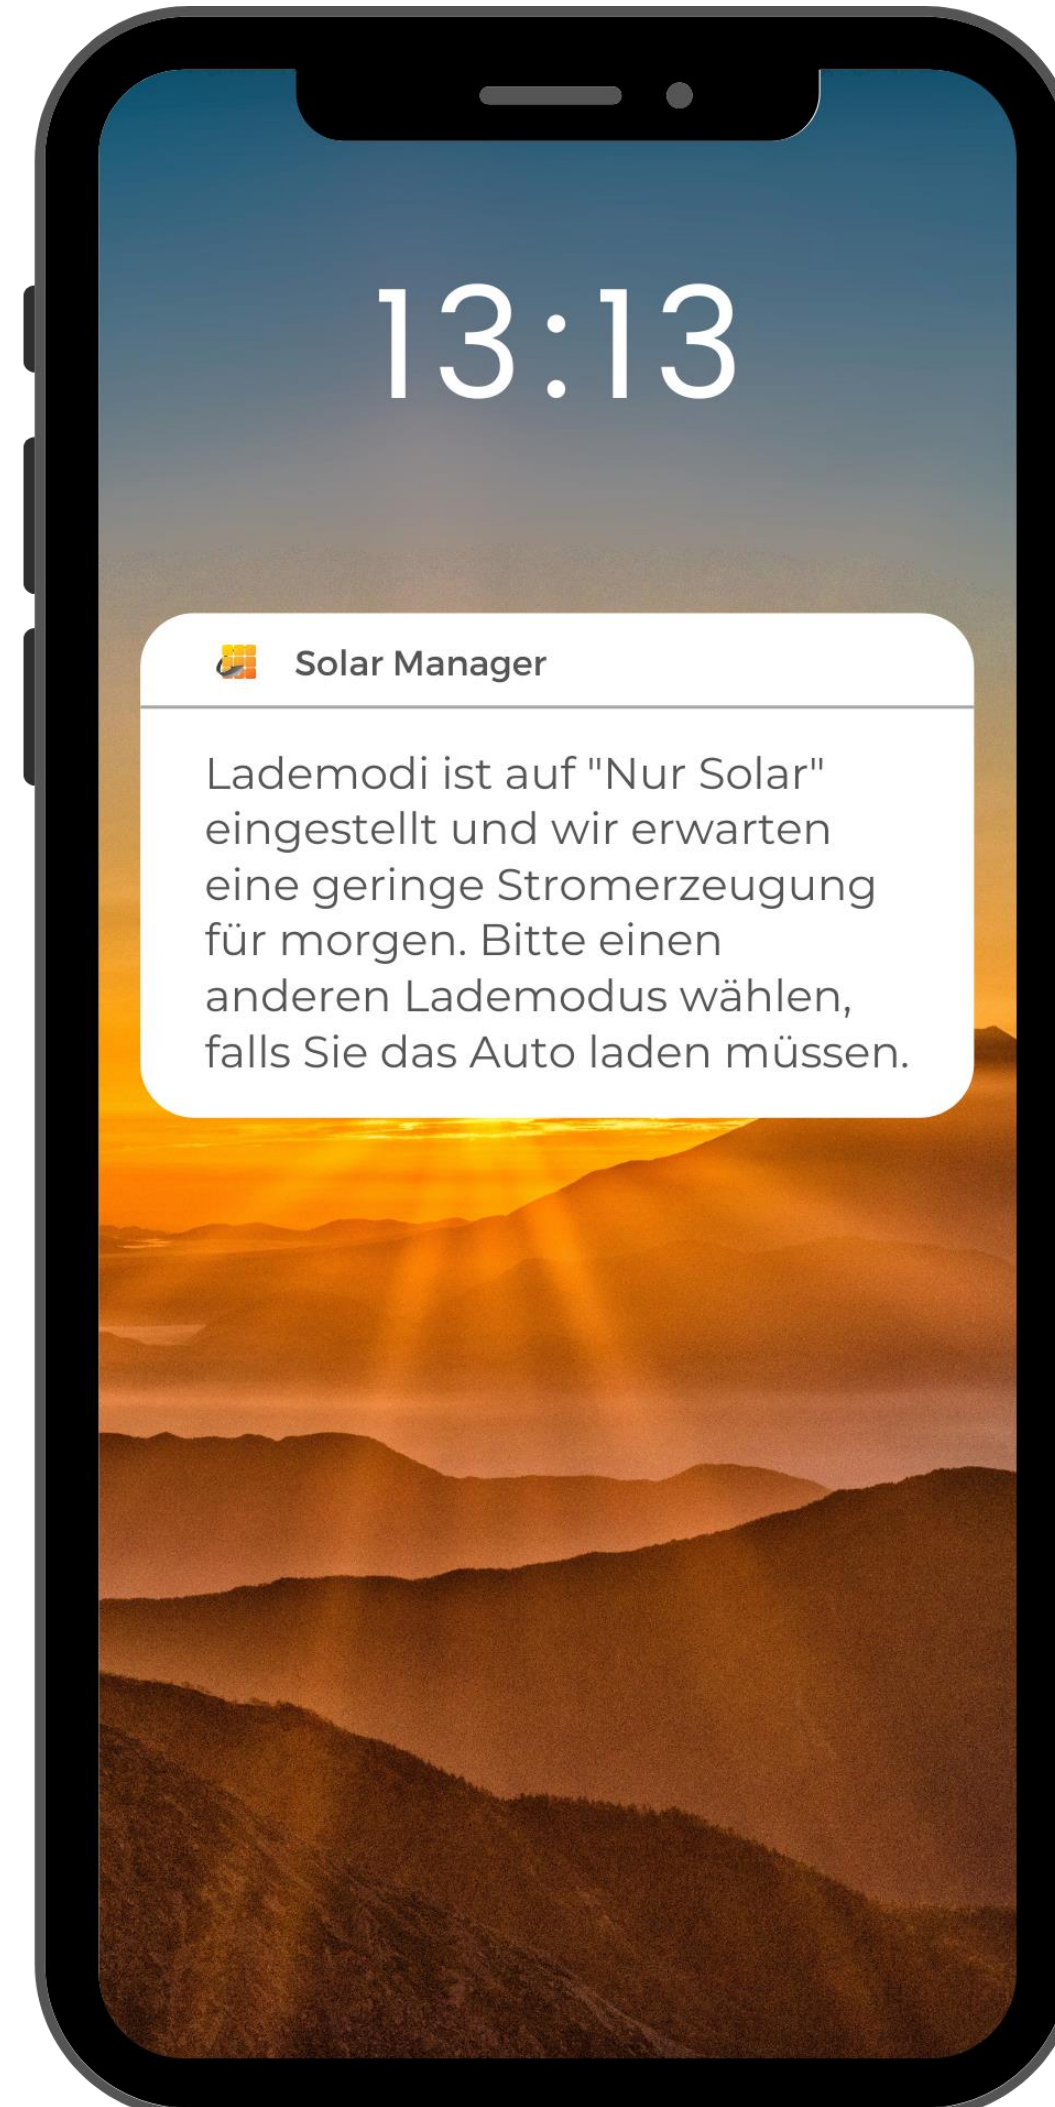 13:13
Solar Manager
Lademodi ist auf "Nur Solar"
eingestellt und wir erwarten
eine geringe Stromerzeugung
für morgen. Bitte einen
anderen Lademodus wählen,
falls Sie das Auto laden müssen.